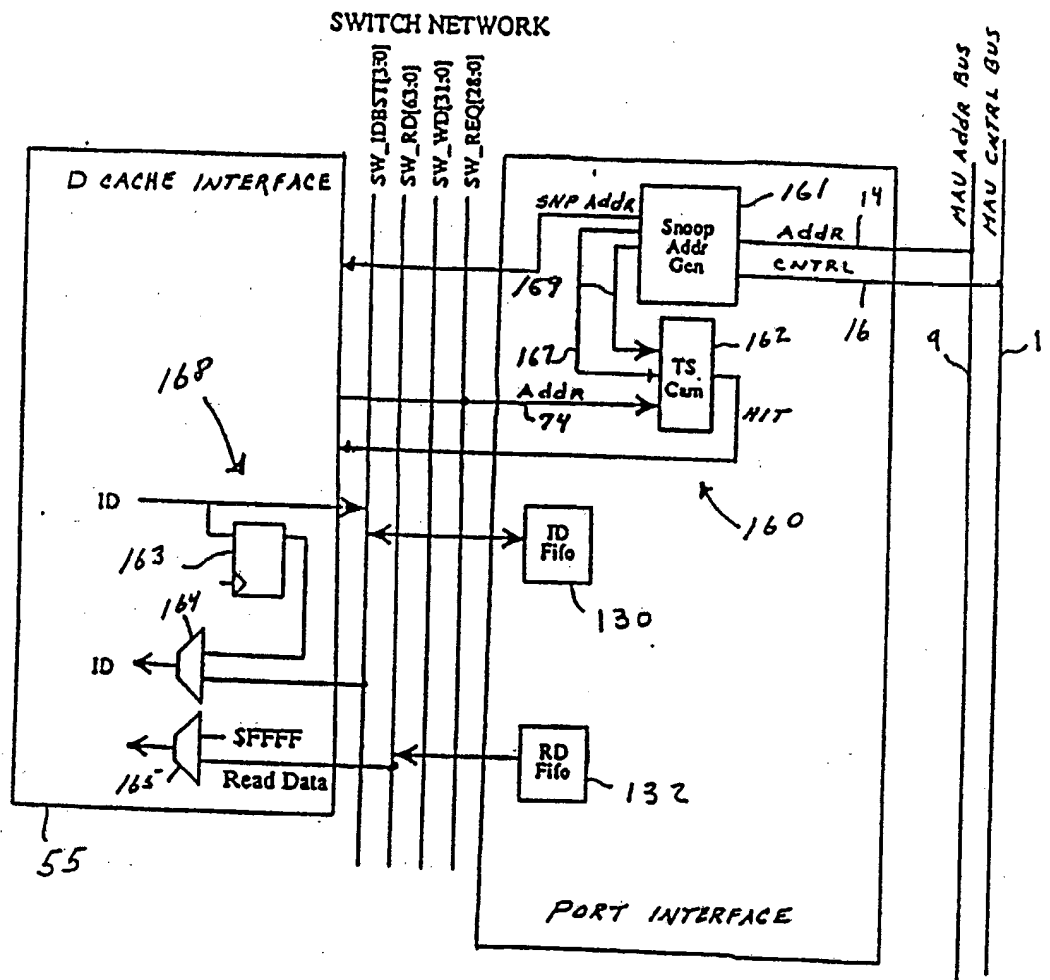 SWITCH NETWORK
SW_IDBST[3:0]
SW_RD[63:0]
SW_WD[31:0]
SW_REQ[28:0]
MAU Addr Bus
MAU CNTRL BUS
D CACHE INTERFACE
SNP Addr
Snoop
Addr
Gen
161
AddR
14
CNTRL
16
169
167
TS
Cam
162
9
1
AddR
74
HIT
160
168
ID
163
ID
Fifo
130
164
ID
$FFFF
165
Read Data
RD
Fifo
132
55
PORT INTERFACE